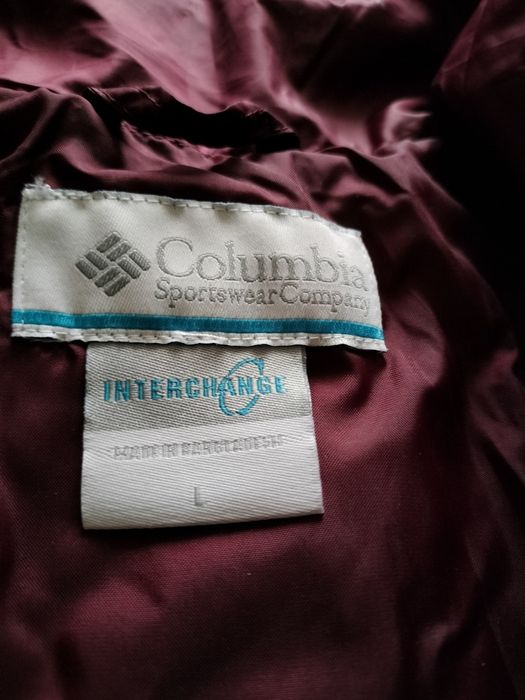 Columbia
Sportswear Company
INTERCHANGE
MADE IN BANGLADESH
L